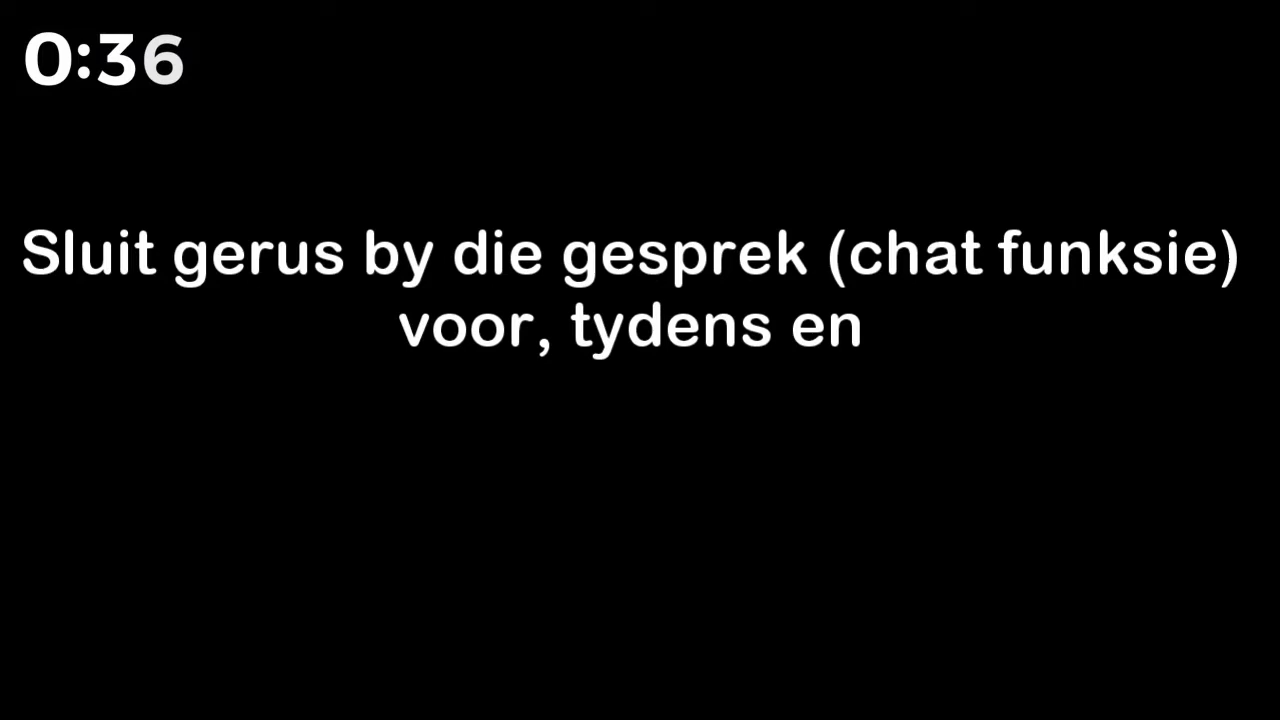 0:36
Sluit gerus by die gesprek (chat funksie)
voor, tydens en